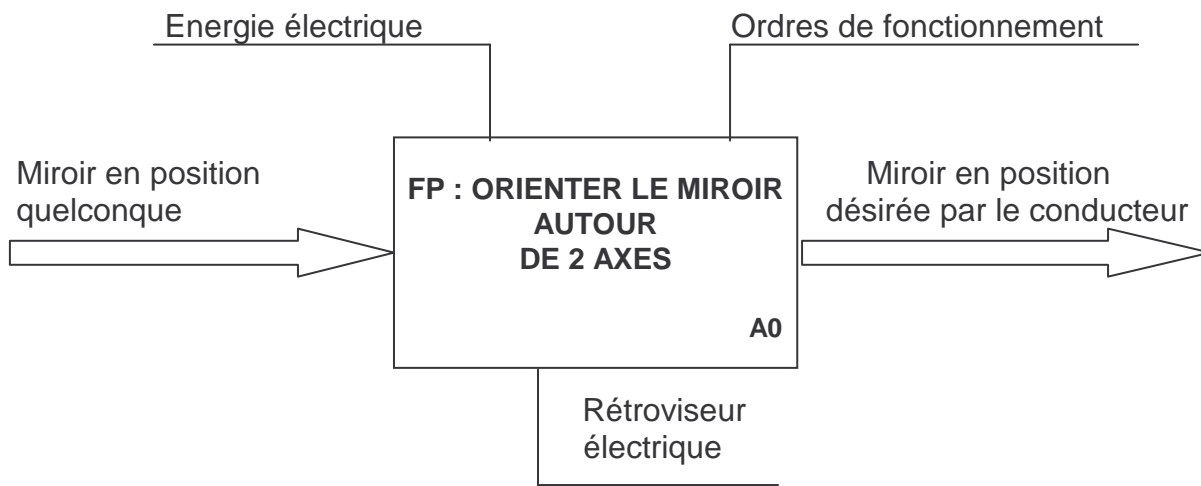 Energie électrique
Ordres de fonctionnement
Miroir en position
quelconque
FP : ORIENTER LE MIROIR
AUTOUR
DE 2 AXES
A0
Miroir en position
désirée par le conducteur
Rétroviseur
électrique